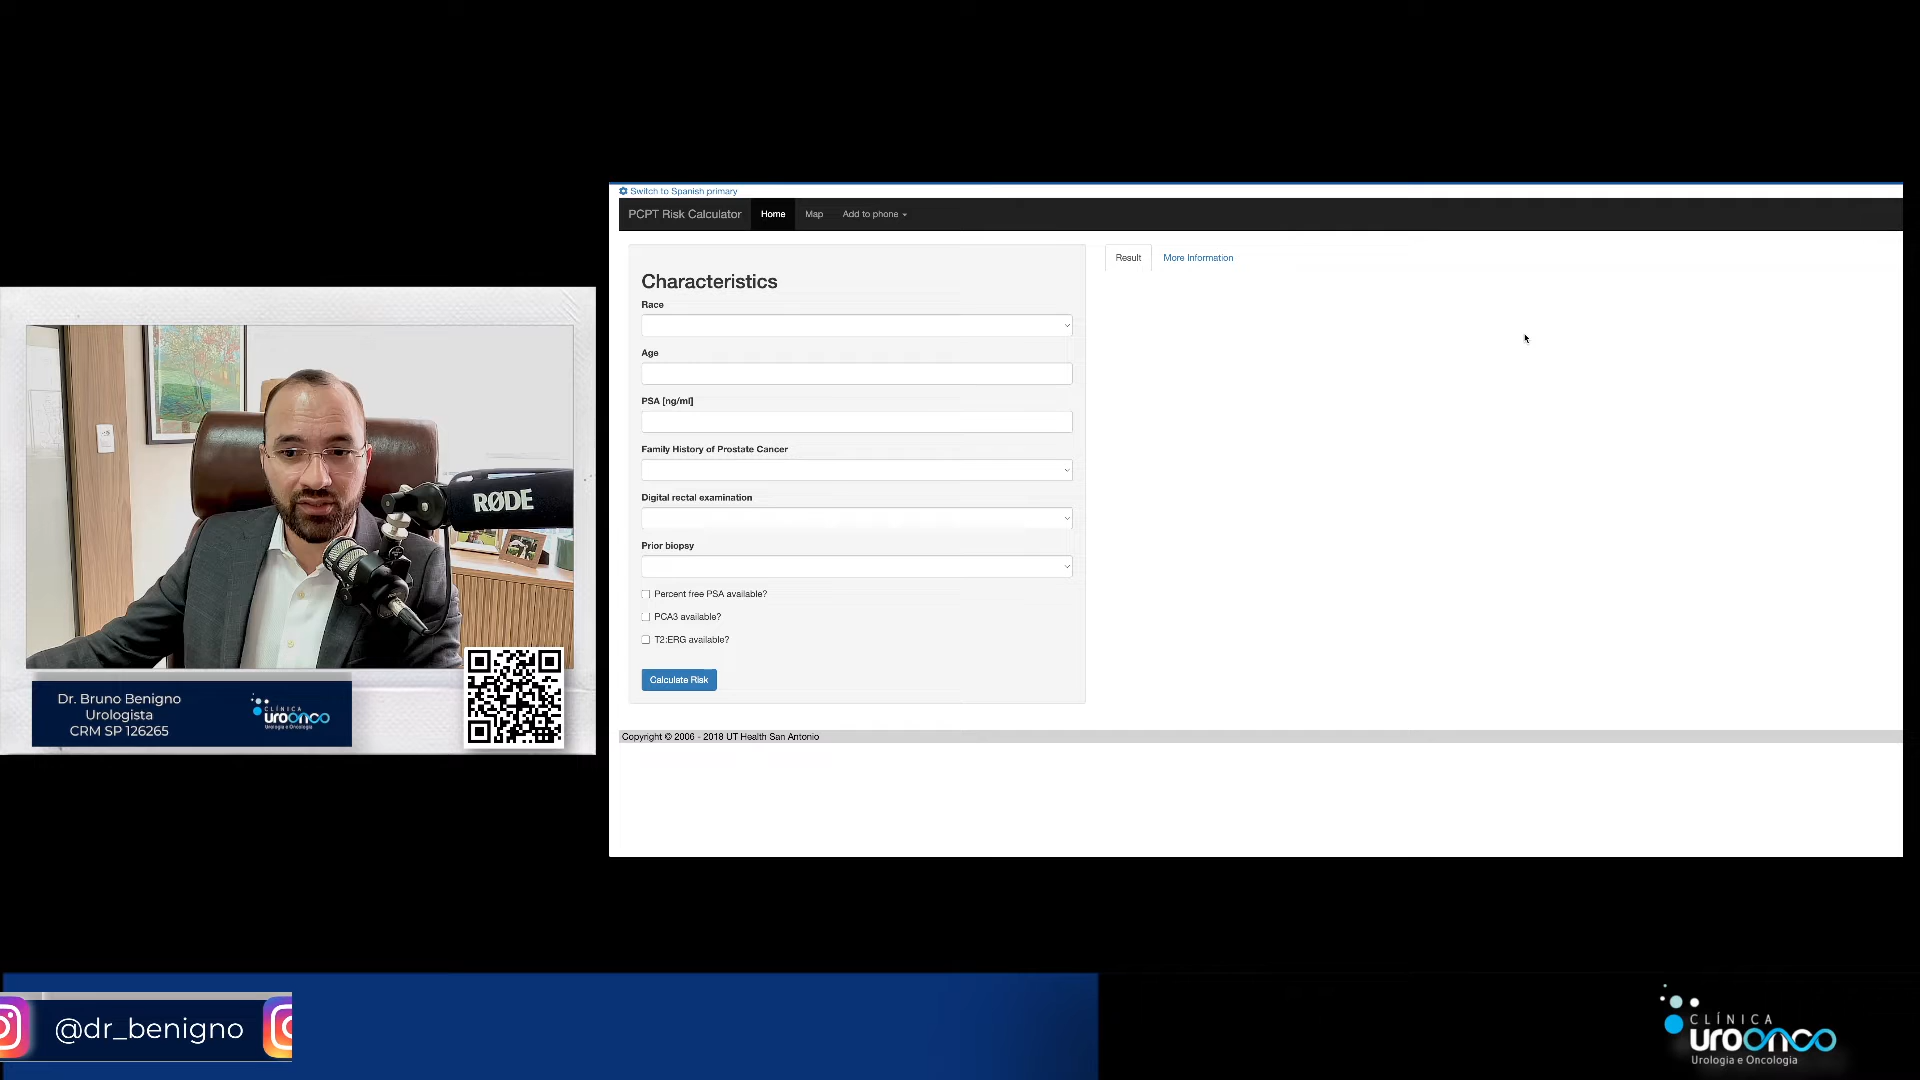 Switch to Spanish primary
PCPT Risk Calculator Home Map Add to phone
Characteristics
Race
Age
PSA [ng/ml]
Family History of Prostate Cancer
Digital rectal examination
Prior biopsy
Percent free PSA available?
PCA3 available?
T2:ERG available?
Calculate Risk
Result More Information
Copyright © 2006 - 2018 UT Health San Antonio
RØDE
Dr. Bruno Benigno
Urologista
CRM SP 126265
CLÍNICA
uroonco
Urologia e Oncologia
@dr_benigno
CLÍNICA
uroonco
Urologia e Oncologia